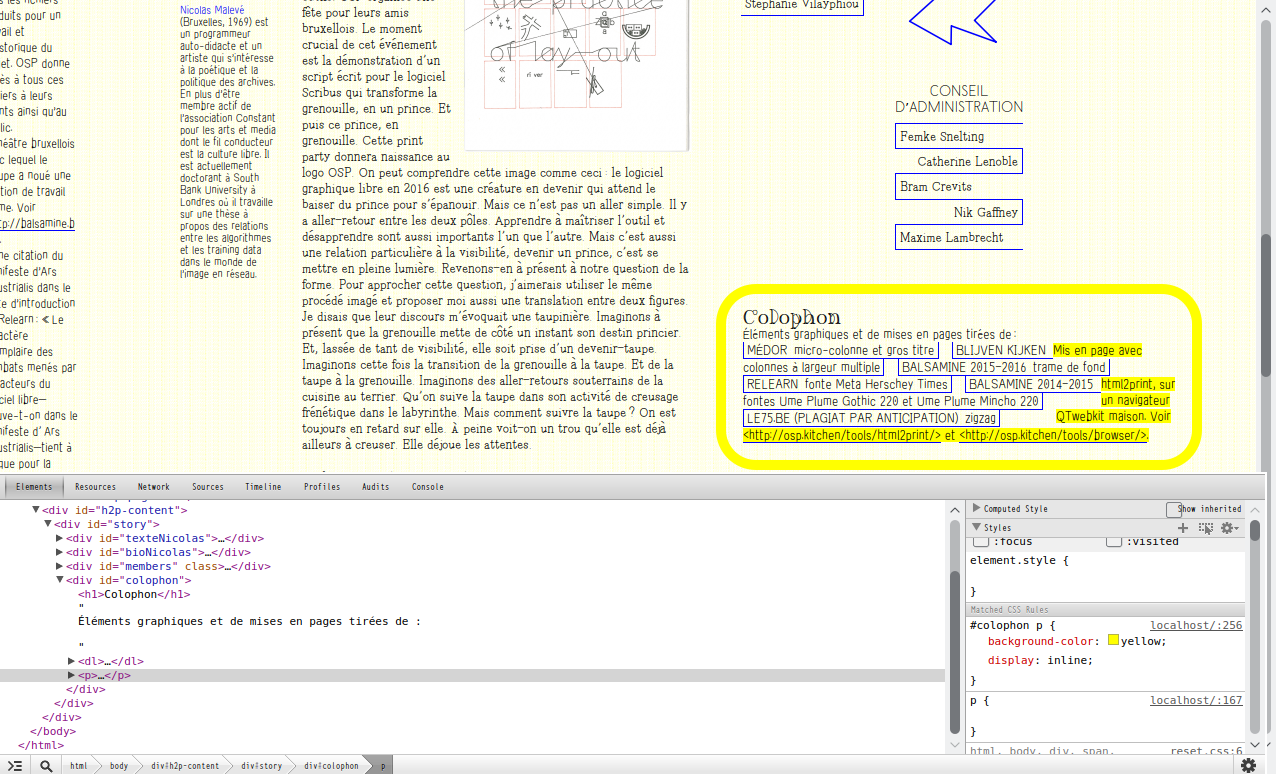 duits pour un
vail et
storique du
et. OSP donne
ès à tous ces
iers à leurs
nts ainsi qu'au
lic.
éâtre bruxellois
c lequel le
upe a noué une
tion de travail
me. Voir
tp://balsamine.b
ne citation du
nifeste d'Ars
ustrialis dans le
te d'introduction
Relearn : « Le
actère
mplaire des
nbats menés par
acteurs du
iciel libre—
uve-t-on dans le
nifeste d' Ars
ustrialis—tient à
que pour la
Nicolas Malevé
(Bruxelles, 1969) est
un programmeur
auto-didacte et un
artiste qui s'intéresse
à la poétique et la
politique des archives.
En plus d'être
membre actif de
l'association Constant
pour les arts et media
dont le fil conducteur
est la culture libre. Il
est actuellement
doctorant à South
Bank University à
Londres où il travaille
sur une thèse à
propos des relations
entre les algorithmes
et les training data
dans le monde de
l'image en réseau.
fête pour leurs amis
bruxellois. Le moment
crucial de cet événement
est la démonstration d'un
script écrit pour le logiciel
Scribus qui transforme la
grenouille, en un prince. Et
puis ce prince, en
grenouille. Cette print
party donnera naissance au
logo OSP. On peut comprendre cette image comme ceci : le logiciel
graphique libre en 2016 est une créature en devenir qui attend le
baiser du prince pour s'épanouir. Mais ce n'est pas un aller simple. Il y
a aller-retour entre les deux pôles. Apprendre à maîtriser l'outil et
désapprendre sont aussi importants l'un que l'autre. Mais c'est aussi
une relation particulière à la visibilité, devenir un prince, c'est se
mettre en pleine lumière. Revenons-en à présent à notre question de la
forme. Pour approcher cette question, j'aimerais utiliser le même
procédé imagé et proposer moi aussi une translation entre deux figures.
Je disais que leur discours m'évoquait une taupinière. Imaginons à
présent que la grenouille mette de côté un instant son destin princier.
Et, lassée de tant de visibilité, elle soit prise d'un devenir-taupe.
Imaginons cette fois la transition de la grenouille à la taupe. Et de la
taupe à la grenouille. Imaginons des aller-retours souterrains de la
cuisine au terrier. Qu'on suive la taupe dans son activité de creusage
frénétique dans le labyrinthe. Mais comment suivre la taupe ? On est
toujours en retard sur elle. À peine voit-on un trou qu'elle est déjà
ailleurs à creuser. Elle déjoue les attentes.
the practice
of lay-out
ri ver
Stéphanie Vilayphiou
CONSEIL
D'ADMINISTRATION
Femke Snelting
Catherine Lenoble
Bram Crevits
Nik Gaffney
Maxime Lambrecht
Colophon
Éléments graphiques et de mises en pages tirées de :
MÉDOR micro-colonne et gros titre BLIJVEN KIJKEN Mis en page avec
colonnes à largeur multiple BALSAMINE 2015-2016 trame de fond
RELEARN fonte Meta Herschey Times BALSAMINE 2014-2015 html2print, sur
fontes Ume Plume Gothic 220 et Ume Plume Mincho 220 un navigateur
LE75.BE (PLAGIAT PAR ANTICIPATION) zigzag QTwebkit maison. Voir
<http://osp.kitchen/tools/html2print/> et <http://osp.kitchen/tools/browser/>.
Elements Resources Network Sources Timeline Profiles Audits Console
<div id="h2p-content">
<div id="story">
<div id="texteNicolas">…</div>
<div id="bioNicolas">…</div>
<div id="members" class>…</div>
<div id="colophon">
<h1>Colophon</h1>
"
Éléments graphiques et de mises en pages tirées de :
"
<dl>…</dl>
<p>…</p>
</div>
</div>
</div>
</body>
</html>
Computed Style Show inherited
Styles
:focus :visited
element.style {
}
Matched CSS Rules
#colophon p { localhost/:256
background-color: yellow;
display: inline;
}
p { localhost/:167
}
html, body, div, span, reset.css:6
html body div#h2p-content div#story div#colophon p